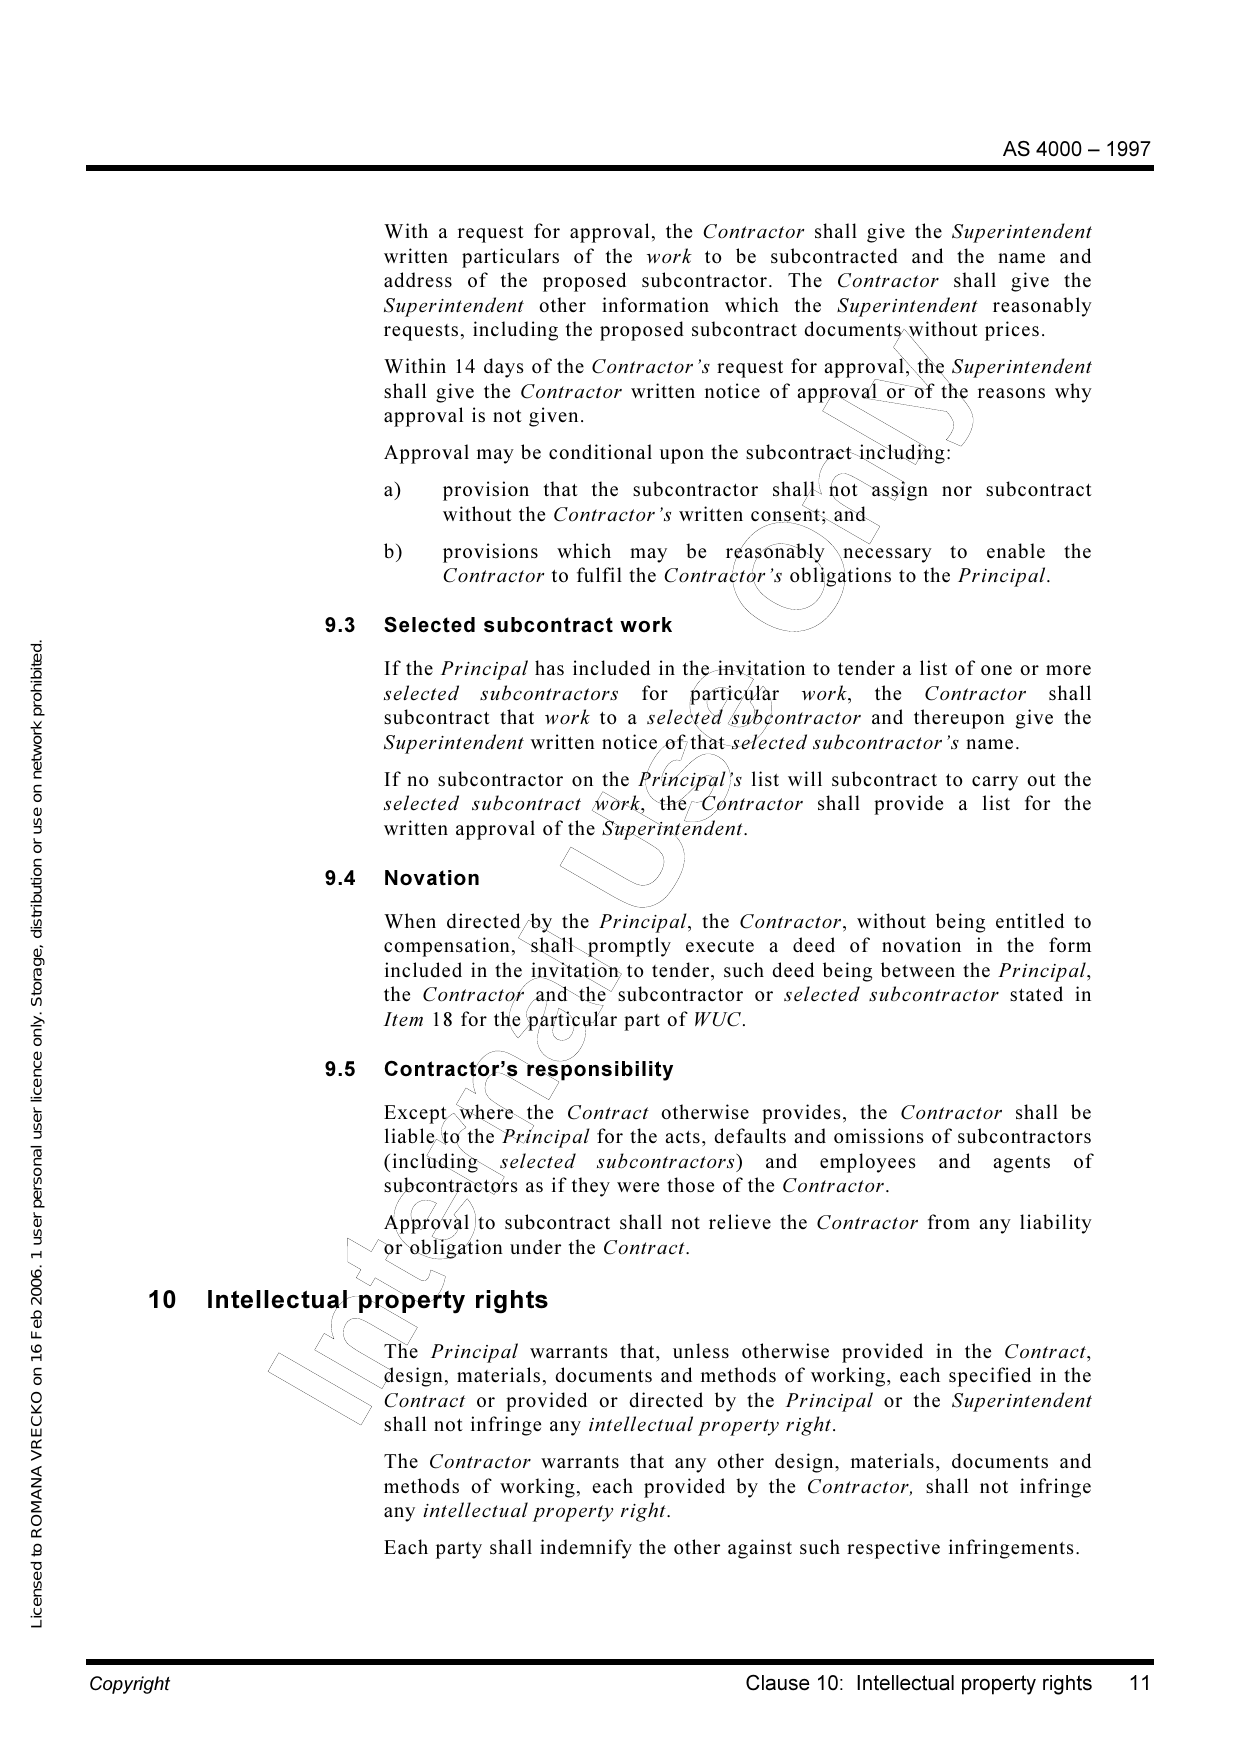 AS 4000 – 1997
With a request for approval, the Contractor shall give the Superintendent
written particulars of the work to be subcontracted and the name and
address of the proposed subcontractor. The Contractor shall give the
Superintendent other information which the Superintendent reasonably
requests, including the proposed subcontract documents without prices.
Within 14 days of the Contractor’s request for approval, the Superintendent
shall give the Contractor written notice of approval or of the reasons why
approval is not given.
Approval may be conditional upon the subcontract including:
a) provision that the subcontractor shall not assign nor subcontract
without the Contractor’s written consent; and
b) provisions which may be reasonably necessary to enable the
Contractor to fulfil the Contractor’s obligations to the Principal.
9.3 Selected subcontract work
If the Principal has included in the invitation to tender a list of one or more
selected subcontractors for particular work, the Contractor shall
subcontract that work to a selected subcontractor and thereupon give the
Superintendent written notice of that selected subcontractor’s name.
If no subcontractor on the Principal’s list will subcontract to carry out the
selected subcontract work, the Contractor shall provide a list for the
written approval of the Superintendent.
9.4 Novation
When directed by the Principal, the Contractor, without being entitled to
compensation, shall promptly execute a deed of novation in the form
included in the invitation to tender, such deed being between the Principal,
the Contractor and the subcontractor or selected subcontractor stated in
Item 18 for the particular part of WUC.
9.5 Contractor’s responsibility
Except where the Contract otherwise provides, the Contractor shall be
liable to the Principal for the acts, defaults and omissions of subcontractors
(including selected subcontractors) and employees and agents of
subcontractors as if they were those of the Contractor.
Approval to subcontract shall not relieve the Contractor from any liability
or obligation under the Contract.
10 Intellectual property rights
The Principal warrants that, unless otherwise provided in the Contract,
design, materials, documents and methods of working, each specified in the
Contract or provided or directed by the Principal or the Superintendent
shall not infringe any intellectual property right.
The Contractor warrants that any other design, materials, documents and
methods of working, each provided by the Contractor, shall not infringe
any intellectual property right.
Each party shall indemnify the other against such respective infringements.
Copyright Clause 10: Intellectual property rights 11
Licensed to ROMANA VRECKO on 16 Feb 2006. 1 user personal user licence only. Storage, distribution or use on network prohibited.
Internal Use Only